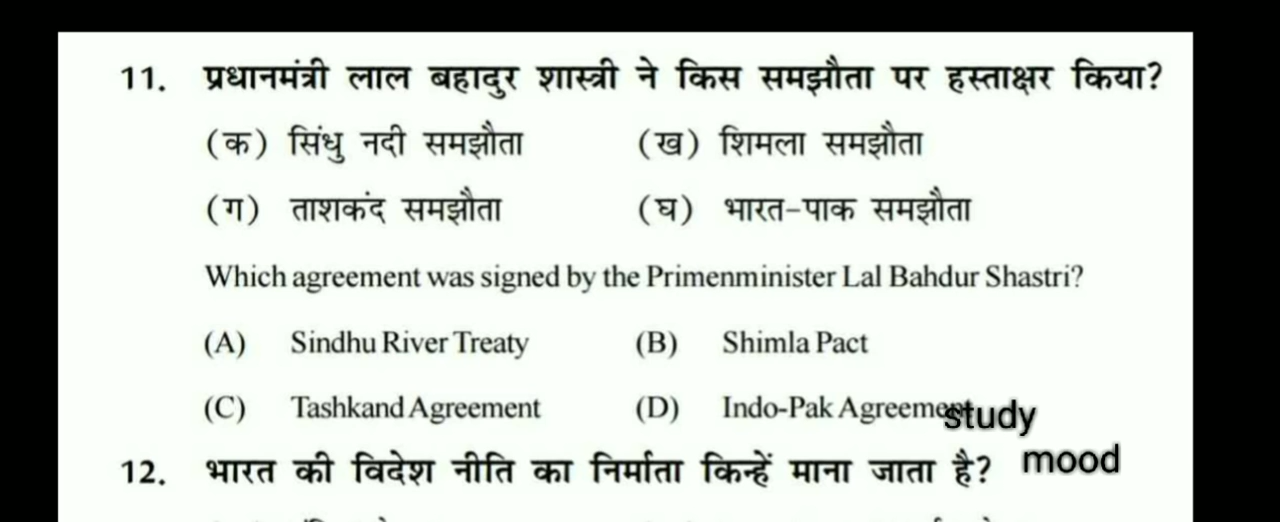 11. प्रधानमंत्री लाल बहादुर शास्त्री ने किस समझौता पर हस्ताक्षर किया?
(क) सिंधु नदी समझौता (ख) शिमला समझौता
(ग) ताशकंद समझौता (घ) भारत-पाक समझौता
Which agreement was signed by the Primenminister Lal Bahdur Shastri?
(A) Sindhu River Treaty (B) Shimla Pact
(C) Tashkand Agreement (D) Indo-Pak Agreement
study
mood
12. भारत की विदेश नीति का निर्माता किन्हें माना जाता है?